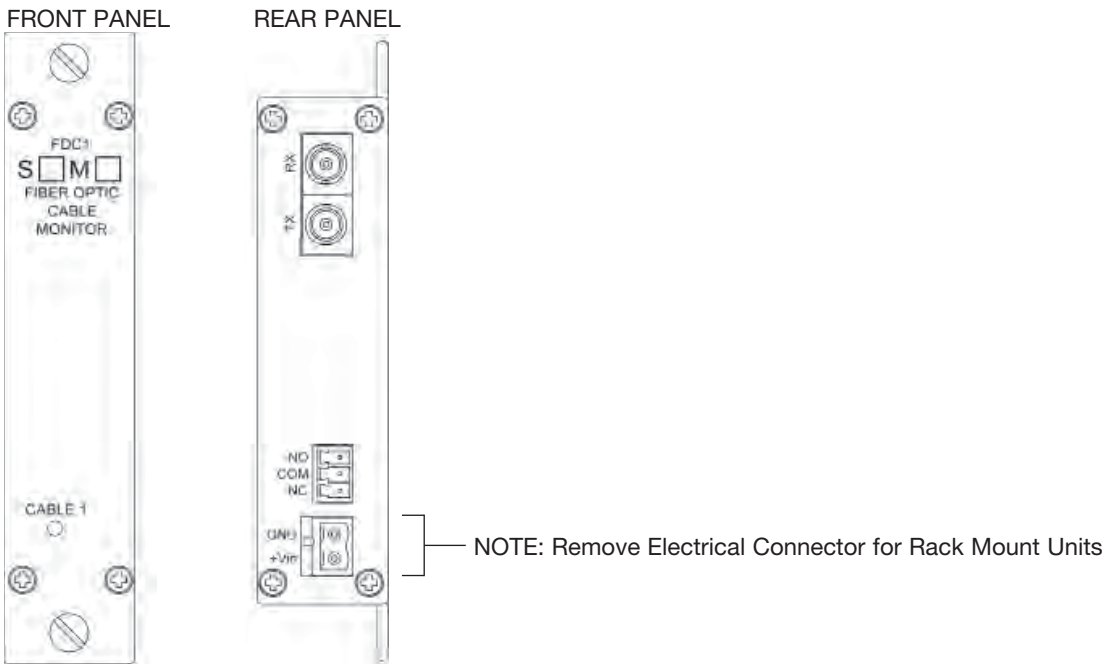 FRONT PANEL
REAR PANEL
FDC1
S M
FIBER OPTIC
CABLE
MONITOR
CABLE 1
RX
TX
NO
COM
NC
GND
+Vin
NOTE: Remove Electrical Connector for Rack Mount Units